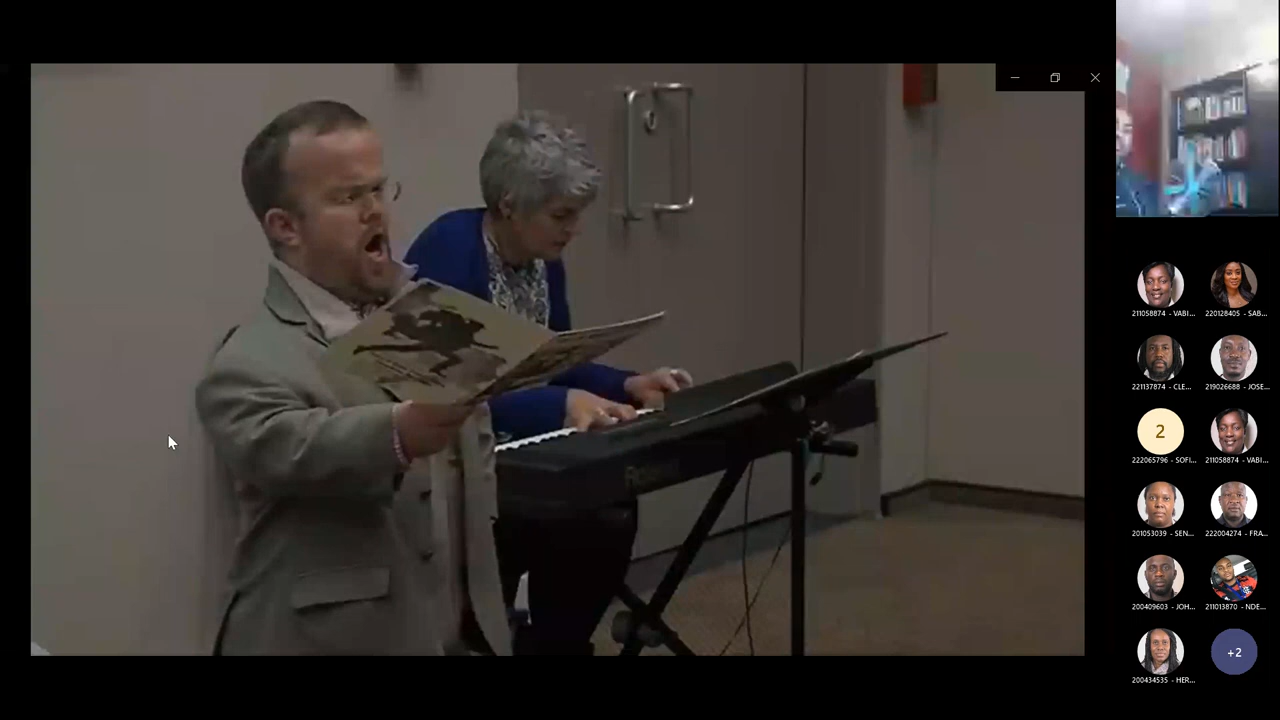 211058874 - VABI...
22012840S - SAB...
221137874 - CLE...
219026688 - JOSE...
2
222065796 - SOFI...
211058874 - VABI...
201053039 - SEN...
222004274 - FRA...
200409603 - JOH...
211013870 - NDE...
200434535 - HER...
+2